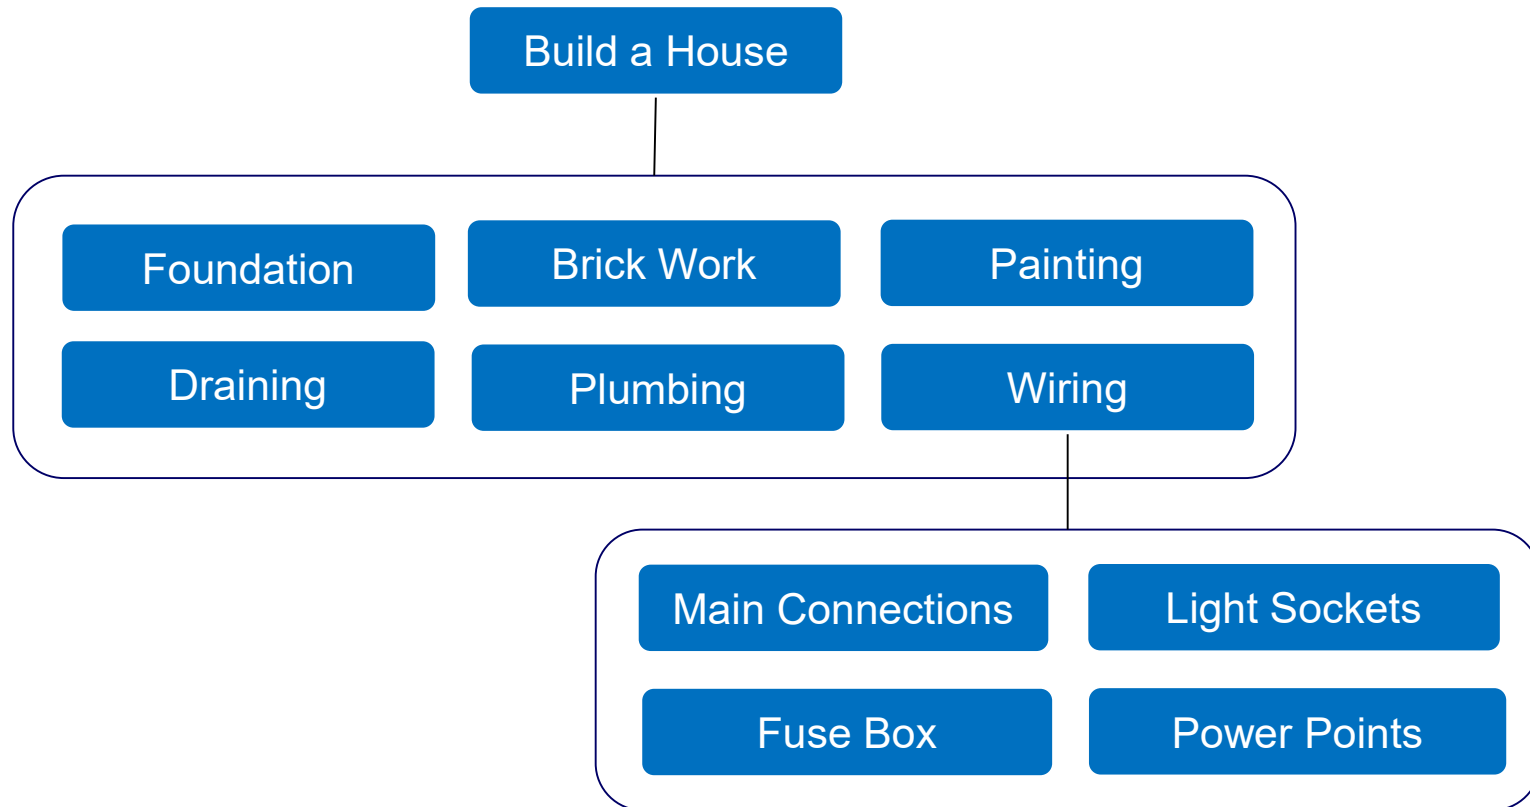 Build a House
Foundation
Brick Work
Painting
Draining
Plumbing
Wiring
Main Connections
Light Sockets
Fuse Box
Power Points